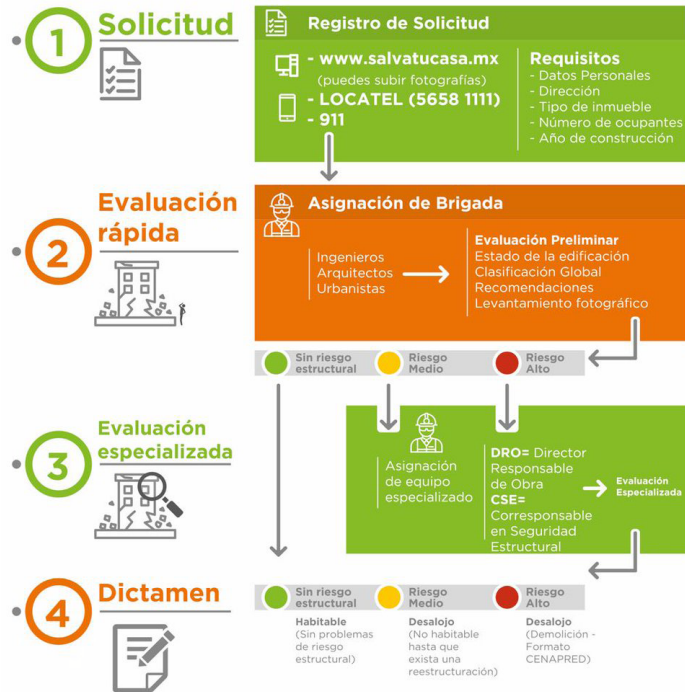 1
Solicitud
Registro de Solicitud
- www.salvatucasa.mx
(puedes subir fotografías)
- LOCATEL (5658 1111)
- 911
Requisitos
- Datos Personales
- Dirección
- Tipo de inmueble
- Número de ocupantes
- Año de construcción
2
Evaluación
rápida
Asignación de Brigada
Ingenieros
Arquitectos
Urbanistas
Evaluación Preliminar
Estado de la edificación
Clasificación Global
Recomendaciones
Levantamiento fotográfico
Sin riesgo
estructural
Riesgo
Medio
Riesgo
Alto
3
Evaluación
especializada
Asignación
de equipo
especializado
DRO= Director
Responsable
de Obra
CSE=
Corresponsable
en Seguridad
Estructural
Evaluación
Especializada
4
Dictamen
Sin riesgo
estructural
Riesgo
Medio
Riesgo
Alto
Habitable
(Sin problemas
de riesgo
estructural)
Desalojo
(No habitable
hasta que
exista una
reestructuración)
Desalojo
(Demolición -
Formato
CENAPRED)